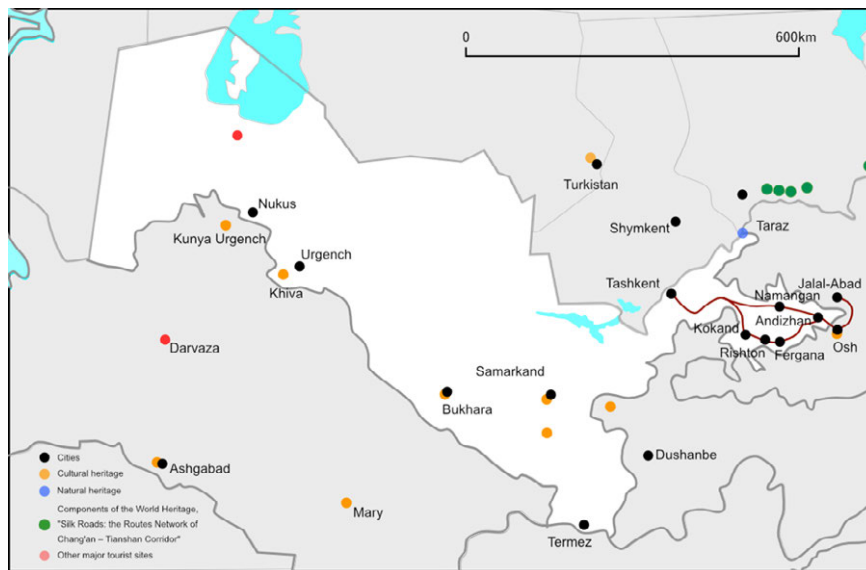 0
600km
Turkistan
Nukus
Kunya Urgench
Shymkent
Taraz
Urgench
Khiva
Tashkent
Jalal-Abad
Namangan
Andizhan
Kokand
Rishton
Fergana
Osh
Darvaza
Samarkand
Bukhara
Dushanbe
Ashgabad
Mary
Termez
Cities
Cultural heritage
Natural heritage
Components of the World Heritage,
"Silk Roads: the Routes Network of
Chang'an – Tianshan Corridor"
Other major tourist sites